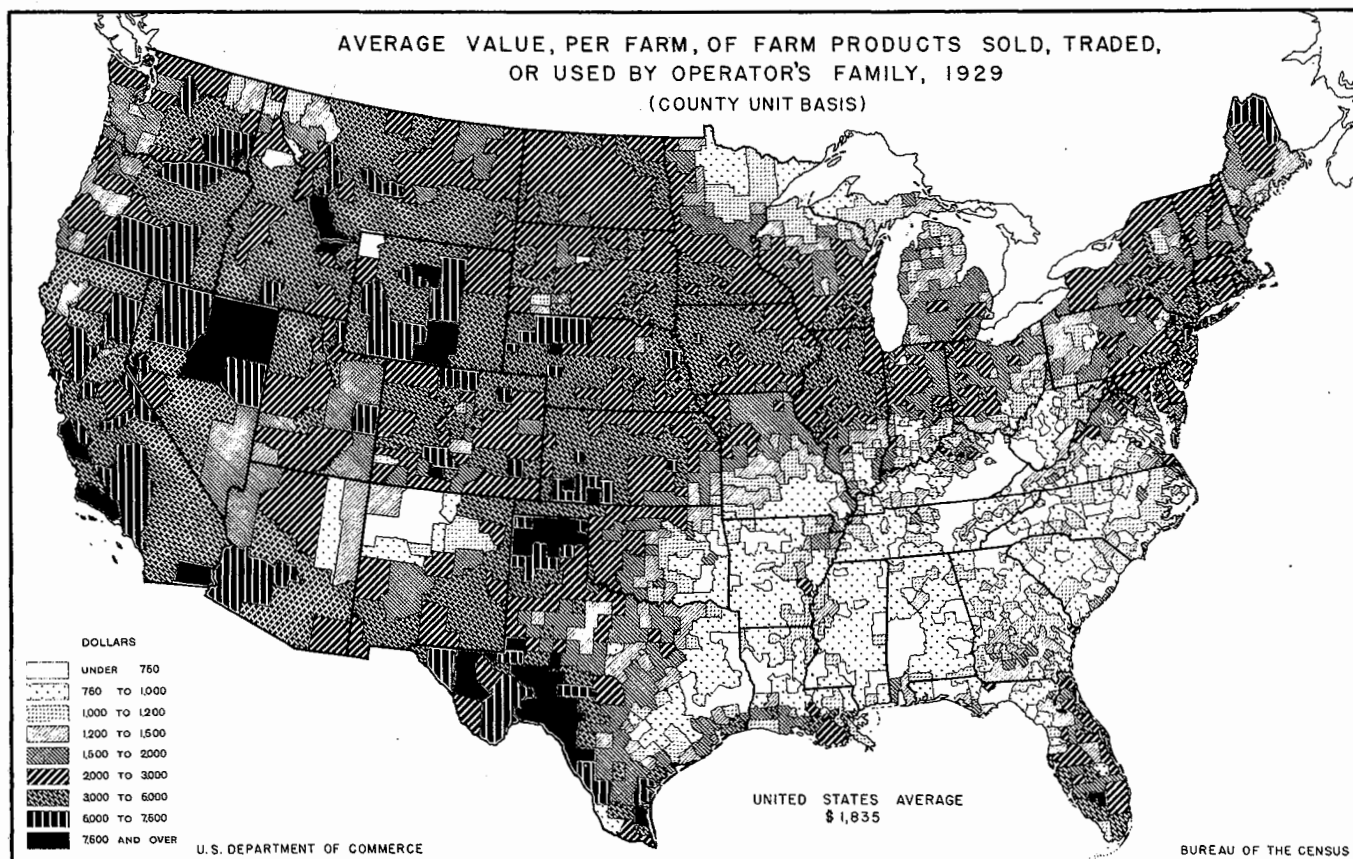 AVERAGE VALUE, PER FARM, OF FARM PRODUCTS SOLD, TRADED,
OR USED BY OPERATOR'S FAMILY, 1929
(COUNTY UNIT BASIS)
DOLLARS
UNDER 750
750 TO 1,000
1,000 TO 1,200
1,200 TO 1,500
1,500 TO 2,000
2,000 TO 3,000
3,000 TO 5,000
5,000 TO 7,500
7,500 AND OVER
UNITED STATES AVERAGE
$1,835
U.S. DEPARTMENT OF COMMERCE
BUREAU OF THE CENSUS